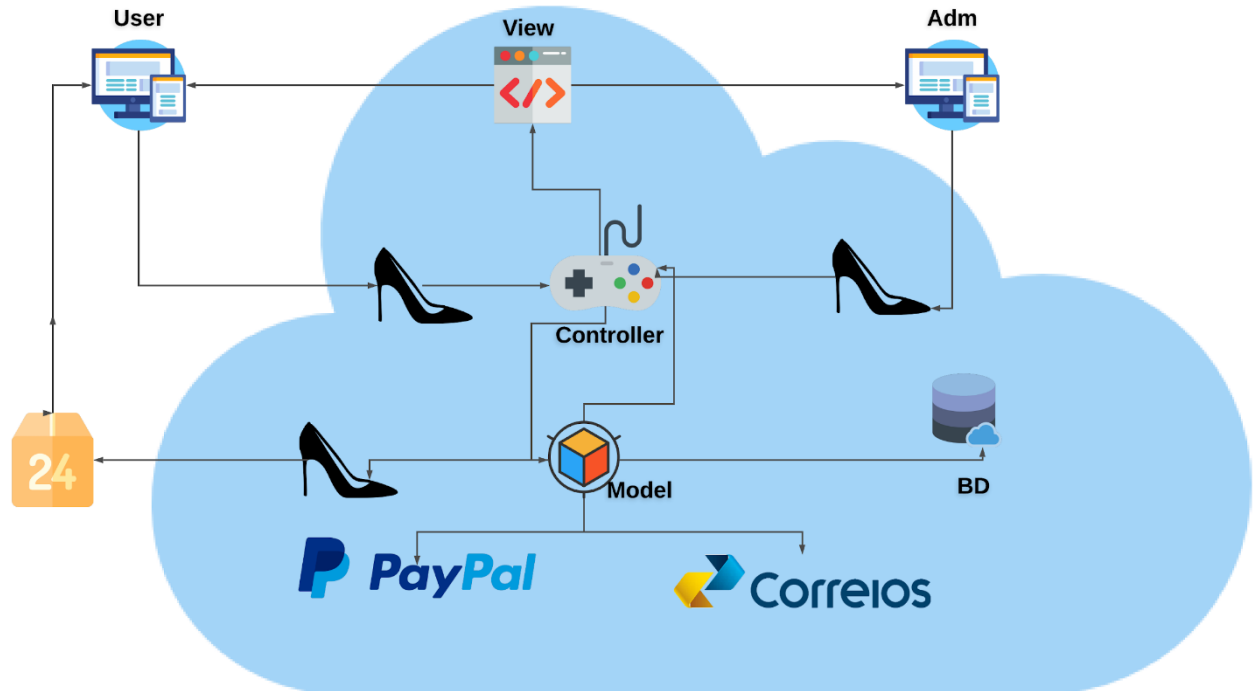 User
View
Adm
Controller
24
Model
BD
PayPal
Correios